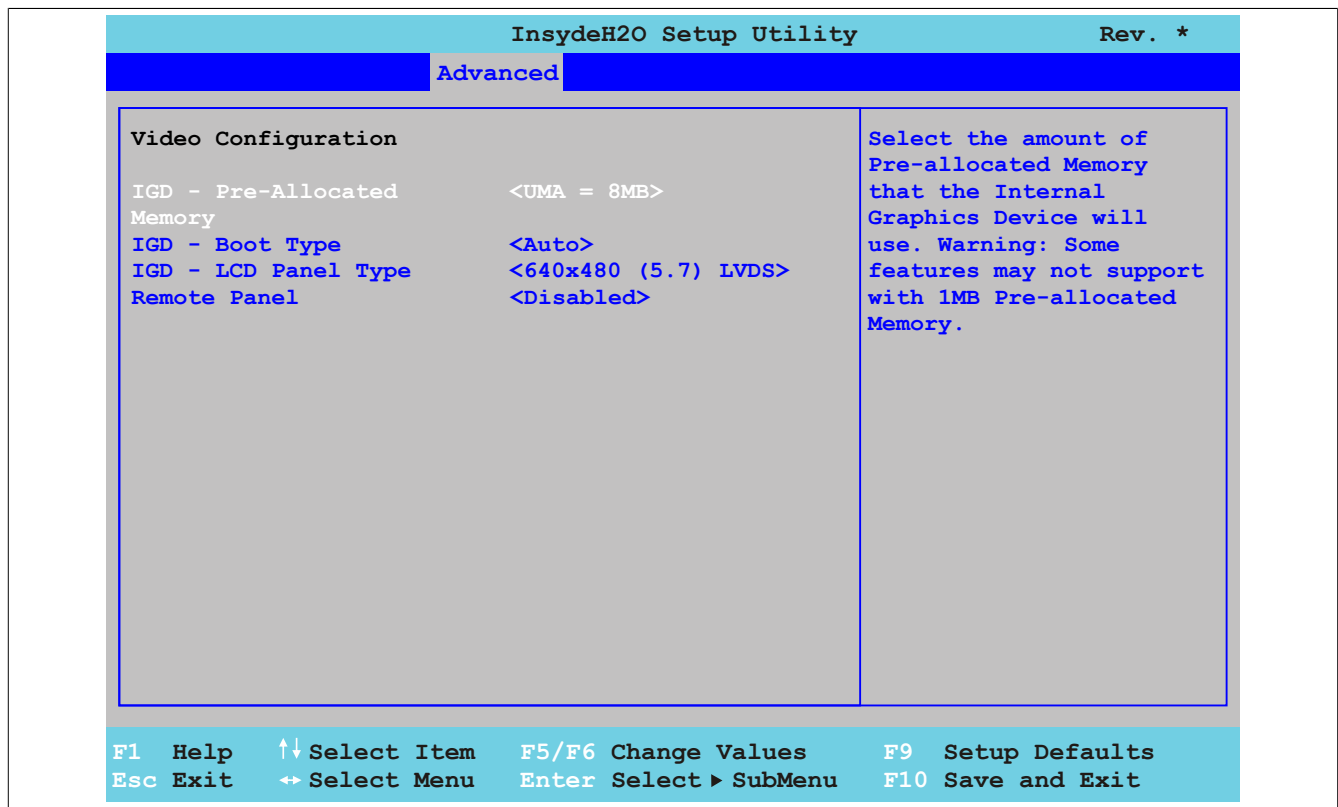 InsydeH2O Setup Utility Rev. *
Advanced
Video Configuration
IGD - Pre-Allocated Memory <UMA = 8MB>
IGD - Boot Type <Auto>
IGD - LCD Panel Type <640x480 (5.7) LVDS>
Remote Panel <Disabled>
Select the amount of
Pre-allocated Memory
that the Internal
Graphics Device will
use. Warning: Some
features may not support
with 1MB Pre-allocated
Memory.
F1 Help ↑↓ Select Item F5/F6 Change Values F9 Setup Defaults
Esc Exit ↔ Select Menu Enter Select ▶ SubMenu F10 Save and Exit